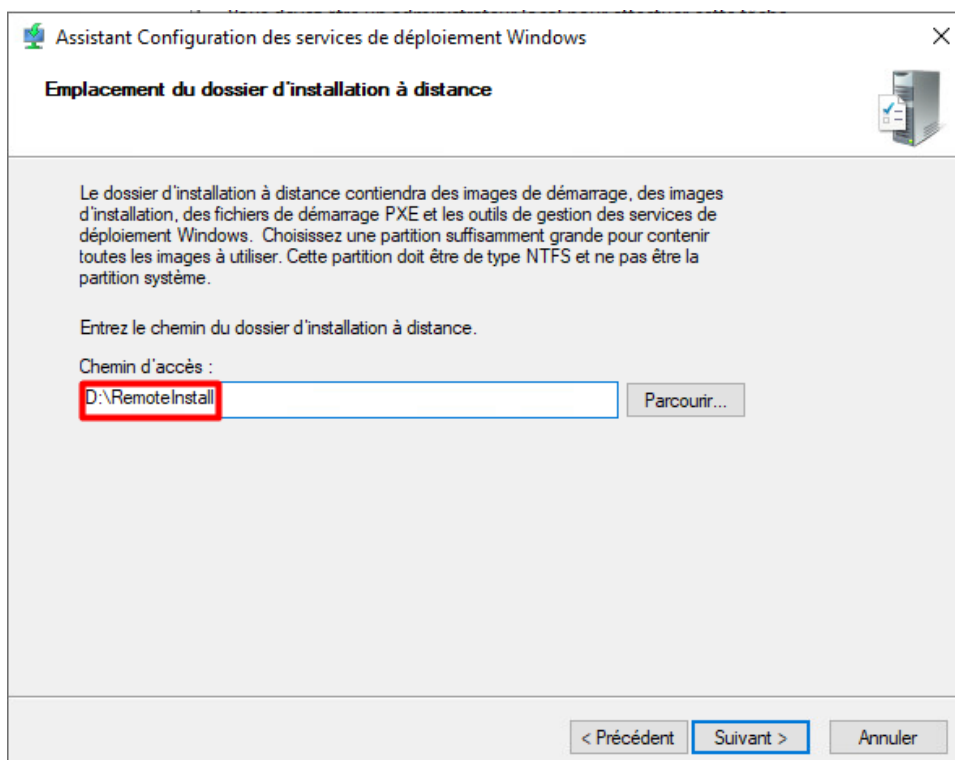 Assistant Configuration des services de déploiement Windows
Emplacement du dossier d'installation à distance
Le dossier d'installation à distance contiendra des images de démarrage, des images
d'installation, des fichiers de démarrage PXE et les outils de gestion des services de
déploiement Windows. Choisissez une partition suffisamment grande pour contenir
toutes les images à utiliser. Cette partition doit être de type NTFS et ne pas être la
partition système.
Entrez le chemin du dossier d'installation à distance.
Chemin d'accès :
D:\RemoteInstall
Parcourir...
< Précédent
Suivant >
Annuler